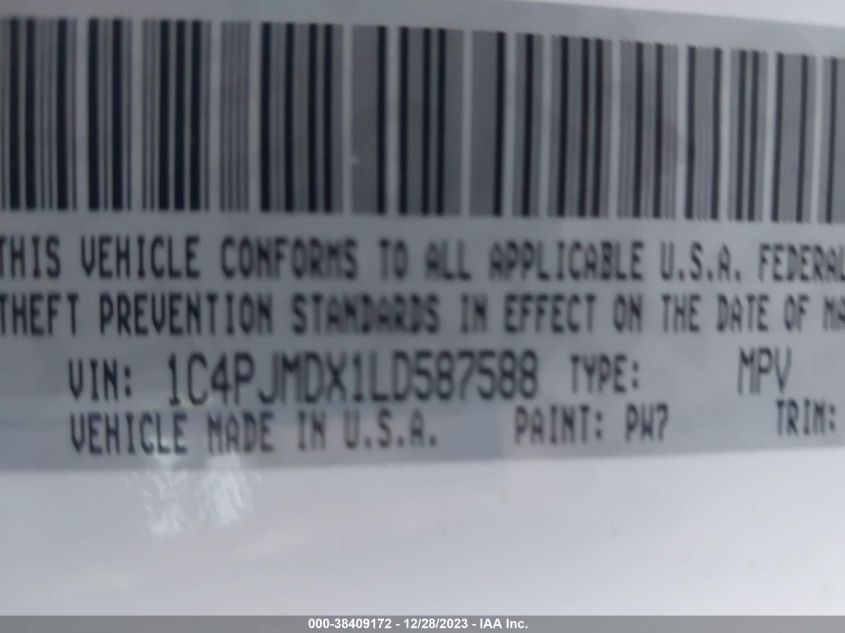 THIS VEHICLE CONFORMS TO ALL APPLICABLE U.S.A. FEDERAL
THEFT PREVENTION STANDARDS IN EFFECT ON THE DATE OF MA
VIN: 1C4PJMDX1LD587588 TYPE: MPV
VEHICLE MADE IN U.S.A. PAINT: PW7 TRIM:
000-38409172 - 12/28/2023 - IAA Inc.